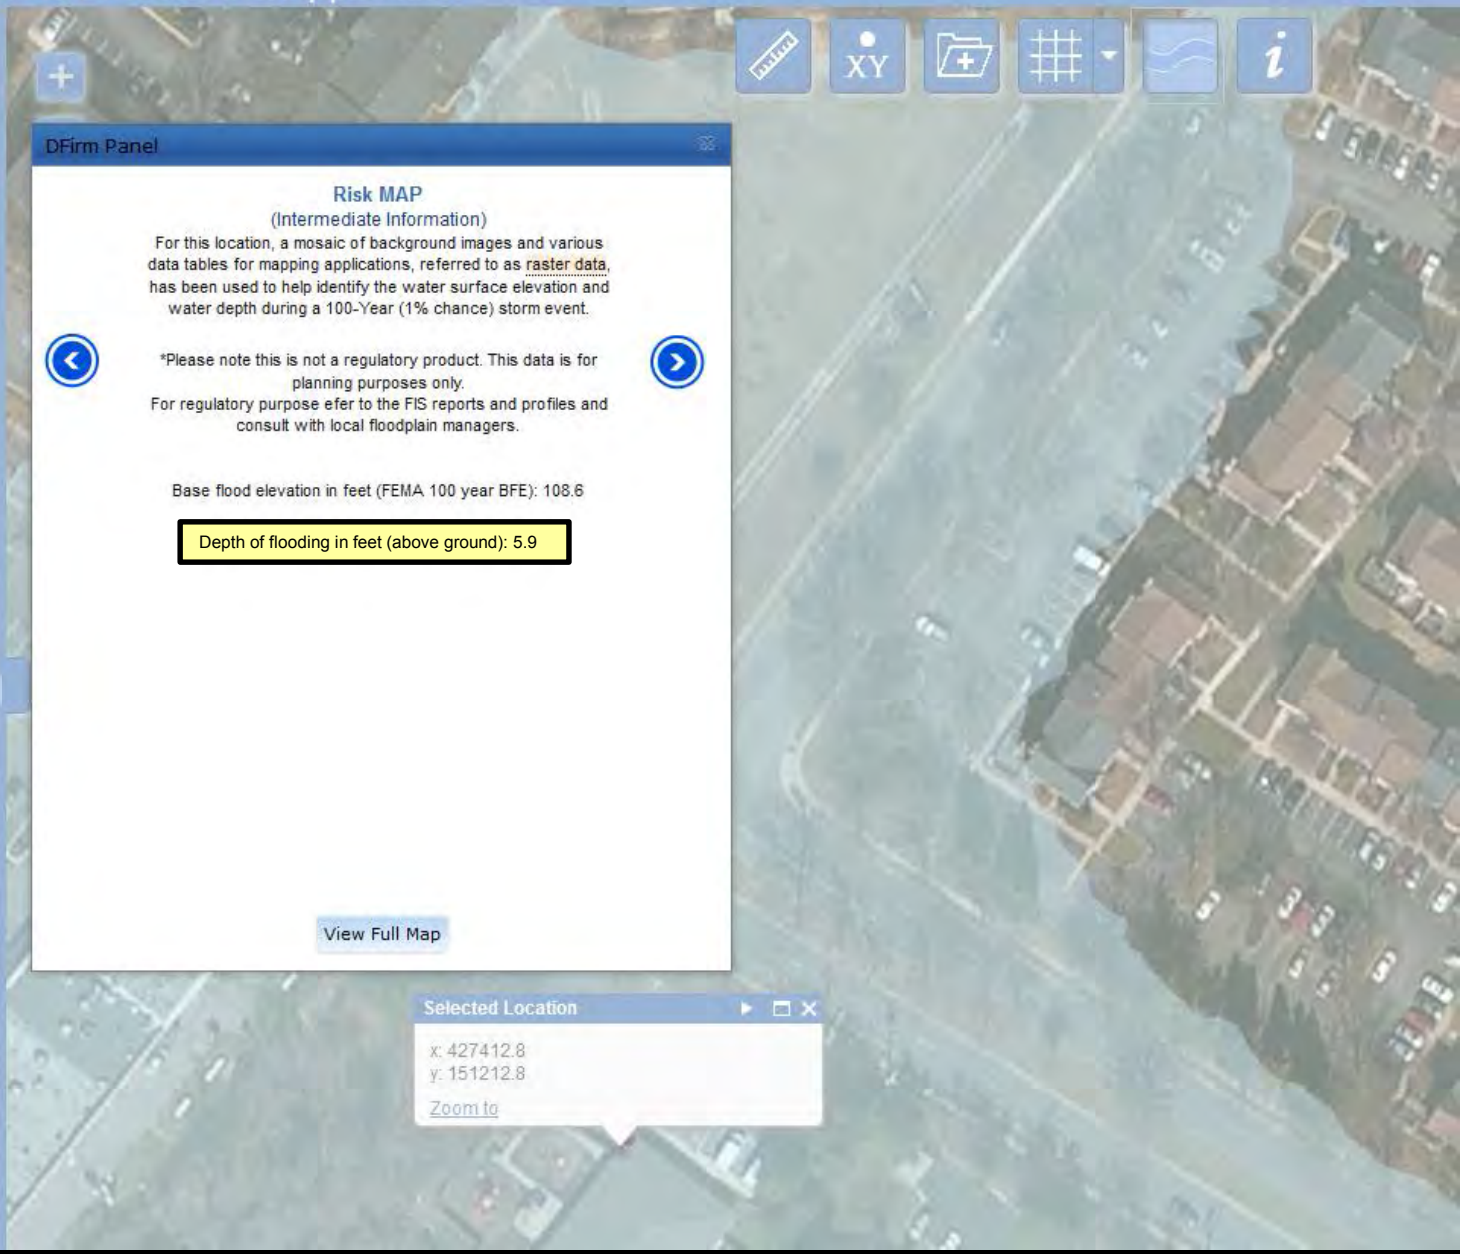 XY
i
DFirm Panel
Risk MAP
(Intermediate Information)
For this location, a mosaic of background images and various
data tables for mapping applications, referred to as raster data,
has been used to help identify the water surface elevation and
water depth during a 100-Year (1% chance) storm event.
*Please note this is not a regulatory product. This data is for
planning purposes only.
For regulatory purpose efer to the FIS reports and profiles and
consult with local floodplain managers.
Base flood elevation in feet (FEMA 100 year BFE): 108.6
Depth of flooding in feet (above ground): 5.9
View Full Map
Selected Location
x: 427412.8
y: 151212.8
Zoom to